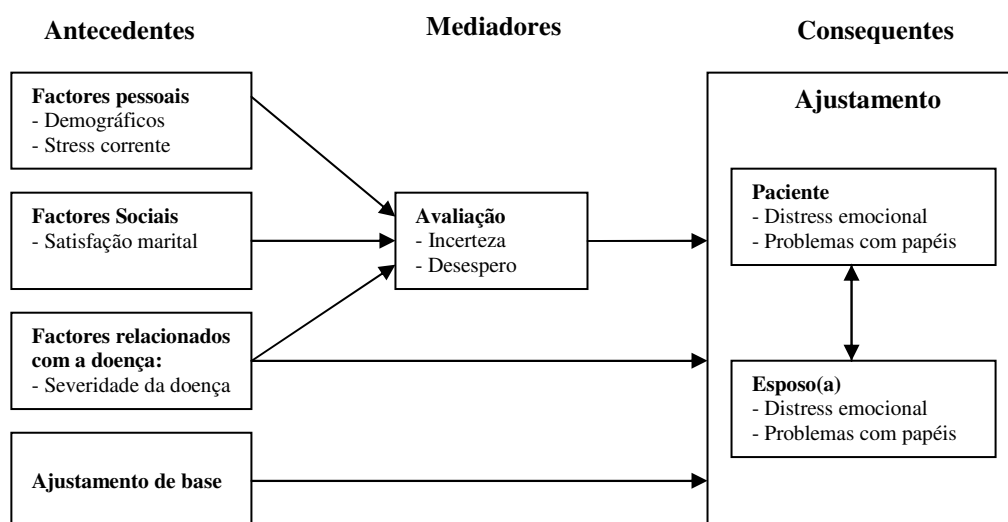 Antecedentes
Mediadores
Consequentes
Factores pessoais
- Demográficos
- Stress corrente
Factores Sociais
- Satisfação marital
Factores relacionados
com a doença:
- Severidade da doença
Ajustamento de base
Avaliação
- Incerteza
- Desespero
Ajustamento
Paciente
- Distress emocional
- Problemas com papéis
Esposo(a)
- Distress emocional
- Problemas com papéis